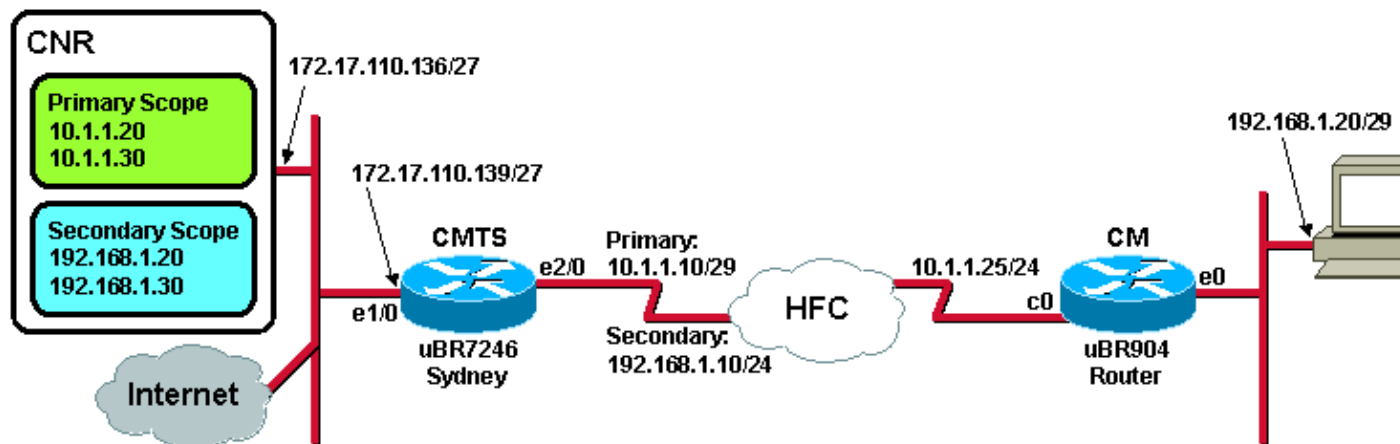 CNR
Primary Scope
10.1.1.20
10.1.1.30
Secondary Scope
192.168.1.20
192.168.1.30
172.17.110.136/27
172.17.110.139/27
Internet
e1/0
CMTS
e2/0
uBR7246
Sydney
Primary:
10.1.1.10/29
Secondary:
192.168.1.10/24
HFC
10.1.1.25/24
c0
CM
e0
uBR904
Router
192.168.1.20/29